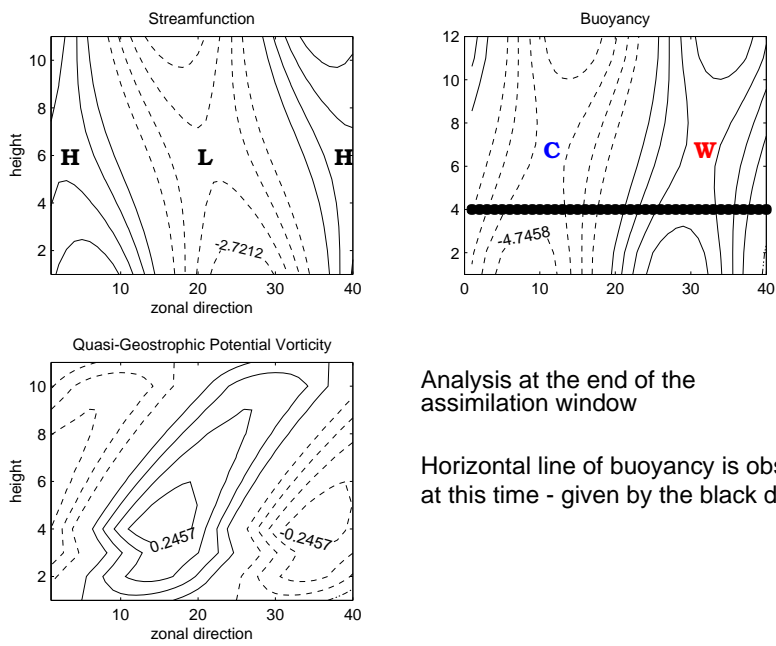 Streamfunction
Buoyancy
height
10
8
6
4
2
H
L
H
-2.7212
10
20
30
40
zonal direction
12
10
8
6
4
2
C
W
-4.7458
0
10
20
30
40
Quasi-Geostrophic Potential Vorticity
height
10
8
6
4
2
0.2457
-0.2457
10
20
30
40
zonal direction
Analysis at the end of the
assimilation window
Horizontal line of buoyancy is obs
at this time - given by the black d